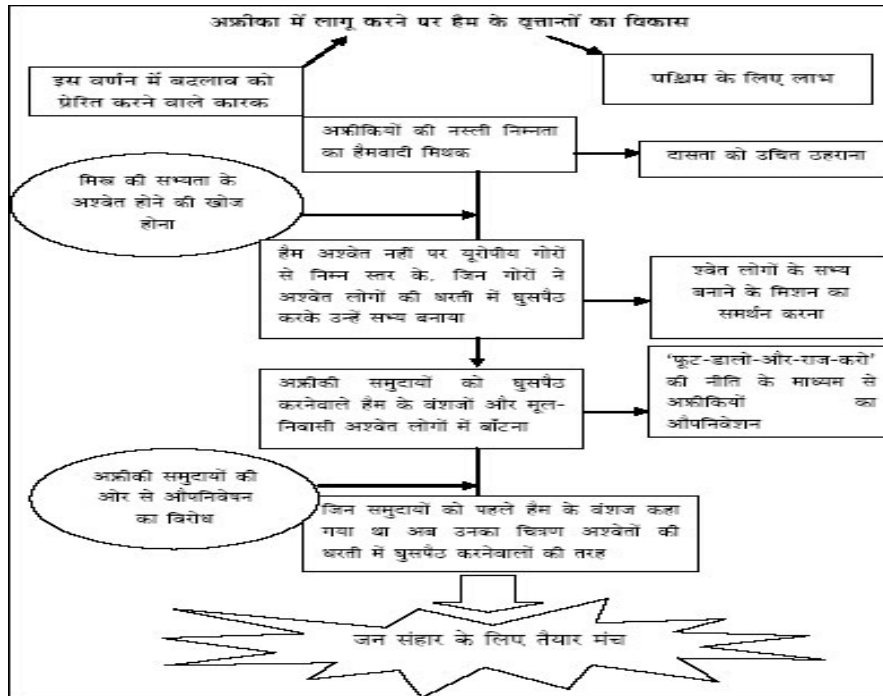 अफ्रीका में लागू करने पर हैम के वृत्तान्तों का विकास
इस वर्णन में बदलाव को
प्रेरित करने वाले कारक
पश्चिम के लिए लाभ
अफ्रीकियों की नस्ली निम्नता
का हैमवादी मिथक
दासता को उचित ठहराना
मिस्र की सभ्यता के
अश्वेत होने की खोज
होना
हैम अश्वेत नहीं पर यूरोपीय गोरों
से निम्न स्तर के, जिन गोरों ने
अश्वेत लोगों की धरती में घुसपैठ
करके उन्हें सभ्य बनाया
श्वेत लोगों के सभ्य
बनाने के मिशन का
समर्थन करना
अफ्रीकी समुदायों को घुसपैठ
करनेवाले हैम के वंशजों और मूल-
निवासी अश्वेत लोगों में बाँटना
'फूट-डालो-और-राज-करो'
की नीति के माध्यम से
अफ्रीकियों का
औपनिवेशन
अफ्रीकी समुदायों की
ओर से औपनिवेषन
का विरोध
जिन समुदायों को पहले हैम के वंशज कहा
गया था अब उनका चित्रण अश्वेतों की
धरती में घुसपैठ करनेवालों की तरह
जन संहार के लिए तैयार मंच